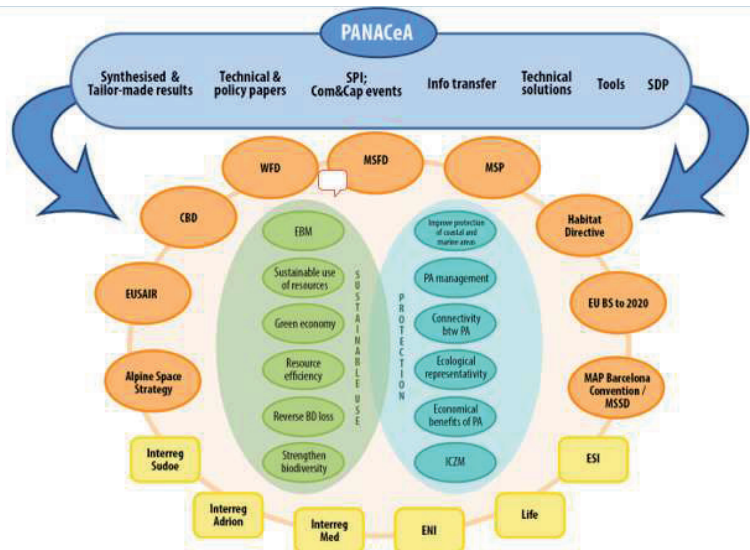 PANACeA
Synthesised &
Tailor-made results
Technical &
policy papers
SPI;
Com&Cap events
Info transfer
Technical
solutions
Tools
SDP
WFD
MSFD
MSP
CBD
Habitat
Directive
EUSAIR
EU BS to 2020
Alpine Space
Strategy
MAP Barcelona
Convention /
MSSD
SUSTAINABLE USE
EBM
Sustainable use
of resources
Green economy
Resource
efficiency
Reverse BD loss
Strengthen
biodiversity
PROTECTION
Improve protection
of coastal and
marine areas
PA management
Connectivity
btw PA
Ecological
representativity
Economical
benefits of PA
ICZM
Interreg
Sudoe
Interreg
Adrion
Interreg
Med
ENI
Life
ESI